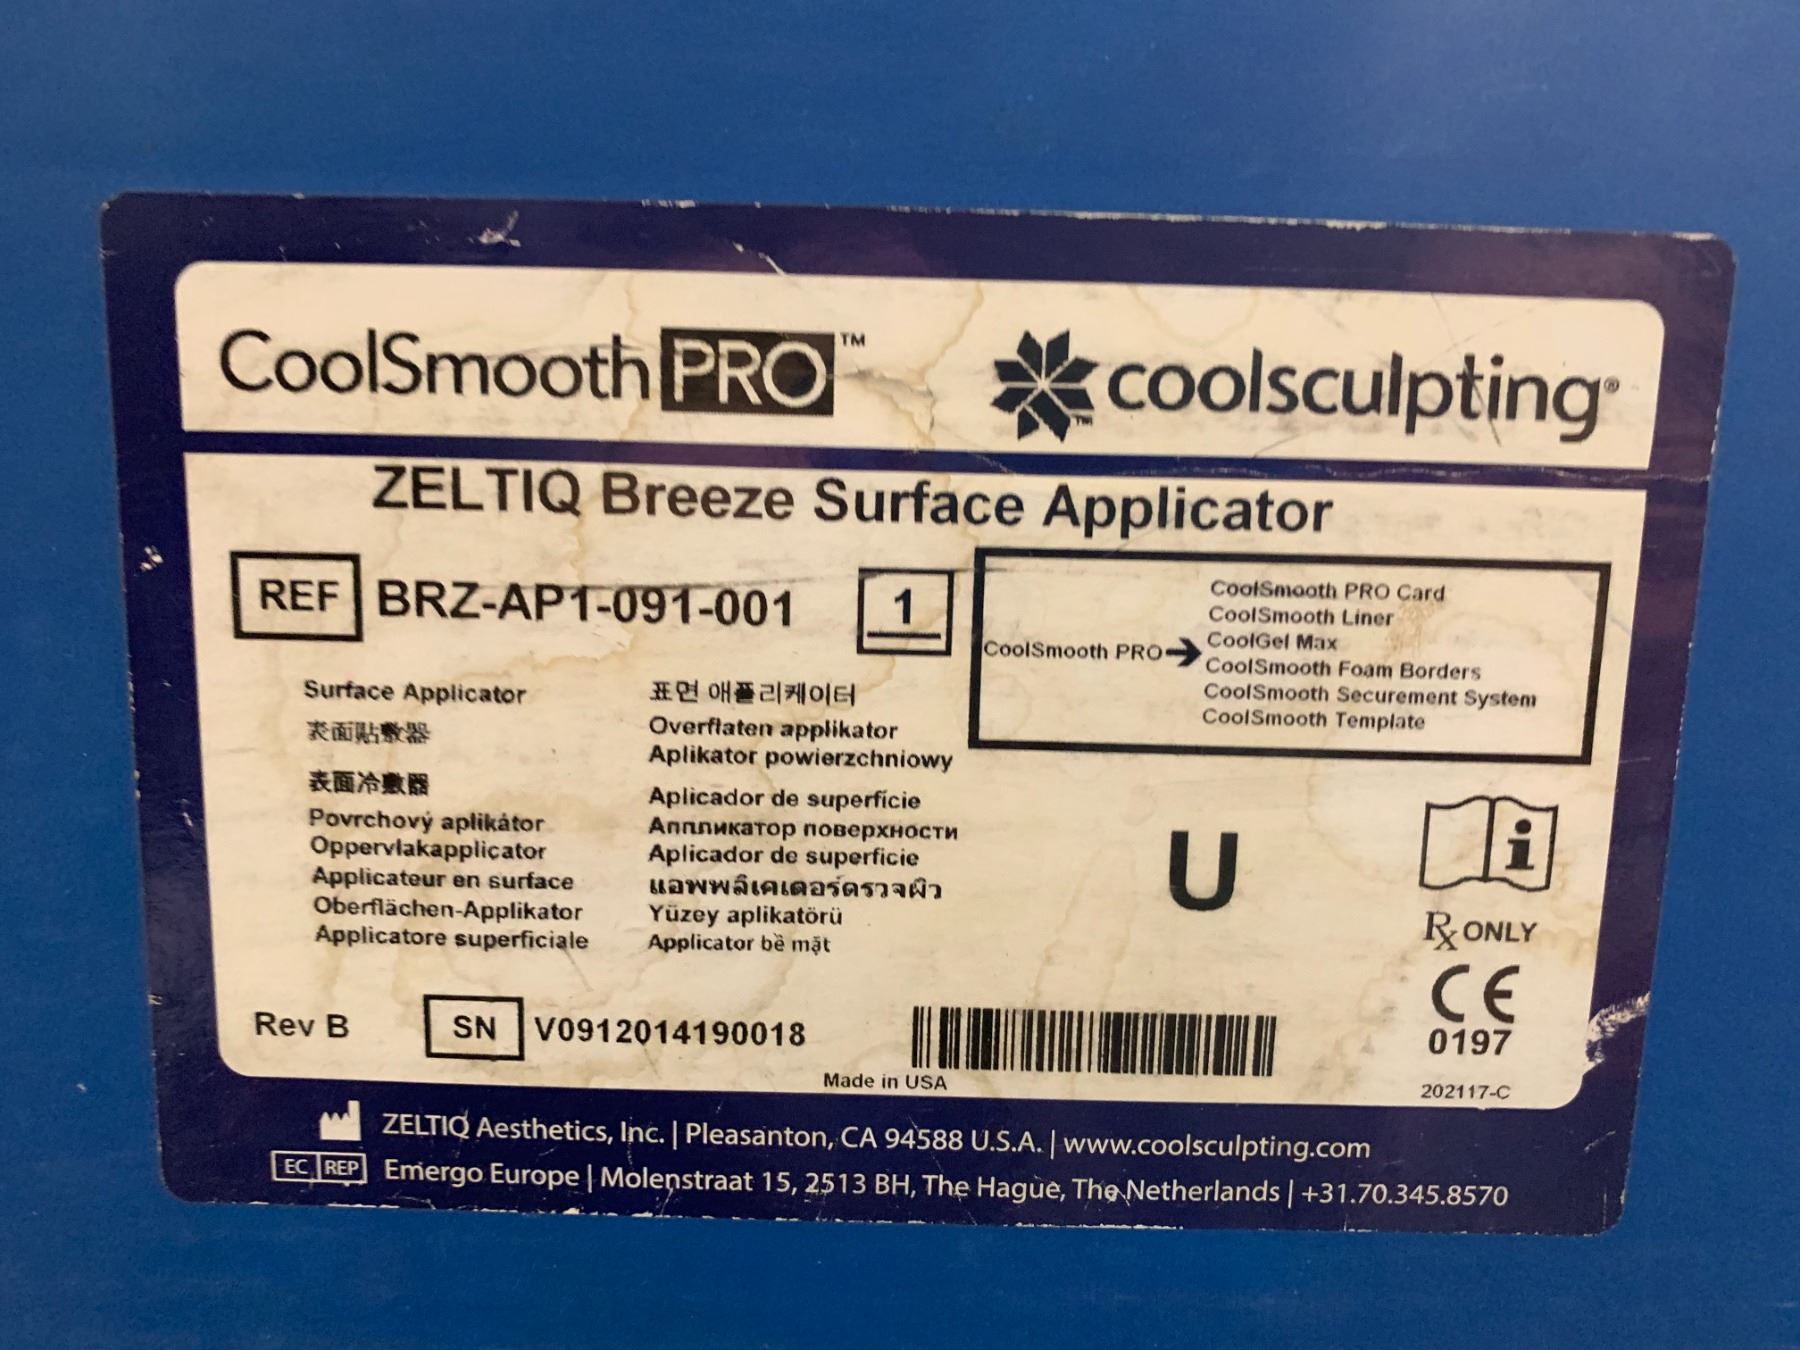 CoolSmooth PRO™
coolsculpting®
™
ZELTIQ Breeze Surface Applicator
REF BRZ-AP1-091-001 1
CoolSmooth PRO→
CoolSmooth PRO Card
CoolSmooth Liner
CoolGel Max
CoolSmooth Foam Borders
CoolSmooth Securement System
CoolSmooth Template
Surface Applicator
表面貼敷器
表面冷敷器
Povrchový aplikátor
Oppervlakapplicator
Applicateur en surface
Oberflächen-Applikator
Applicatore superficiale
표면 애플리케이터
Overflaten applikator
Aplikator powierzchniowy
Aplicador de superfície
Аппликатор поверхности
Aplicador de superficie
แอพพลิเคเตอร์ตรวจผิว
Yüzey aplikatörü
Applicator bề mặt
U
i
Rx ONLY
CE
0197
202117-C
Rev B SN V0912014190018
Made in USA
ZELTIQ Aesthetics, Inc. | Pleasanton, CA 94588 U.S.A. | www.coolsculpting.com
EC REP Emergo Europe | Molenstraat 15, 2513 BH, The Hague, The Netherlands | +31.70.345.8570